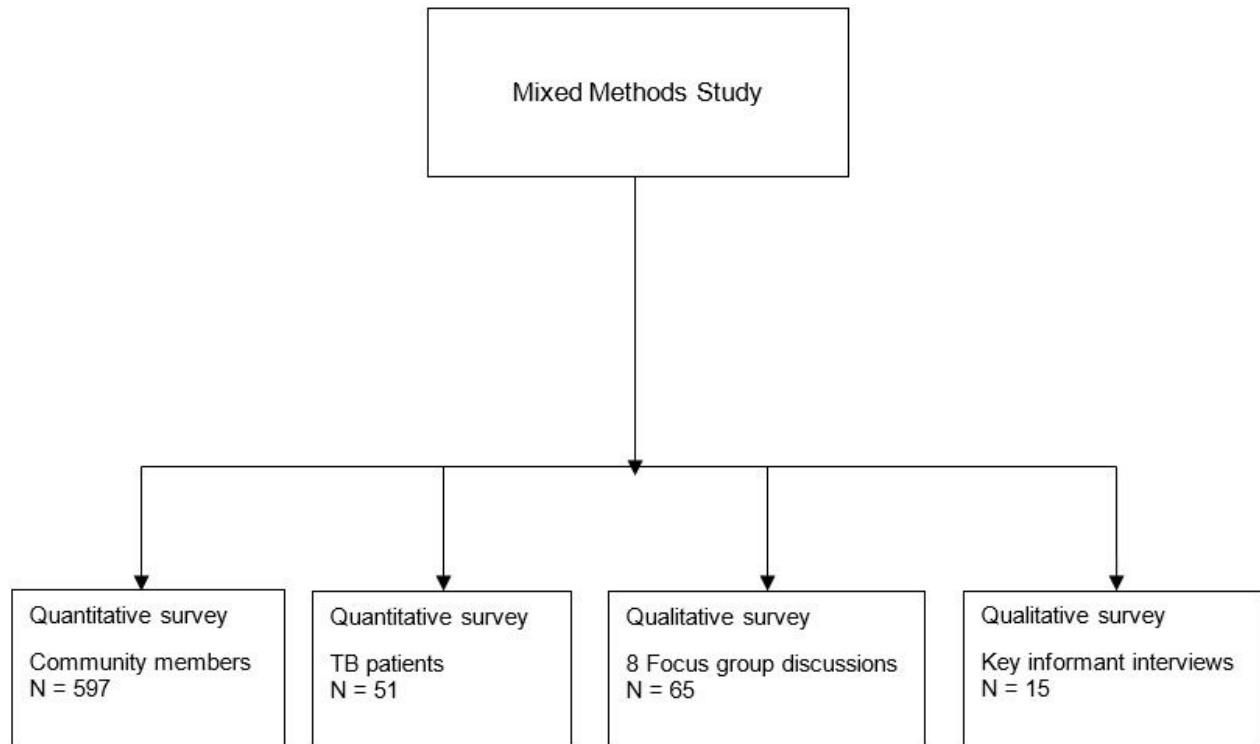 Mixed Methods Study
Quantitative survey
Community members
N = 597
Quantitative survey
TB patients
N = 51
Qualitative survey
8 Focus group discussions
N = 65
Qualitative survey
Key informant interviews
N = 15